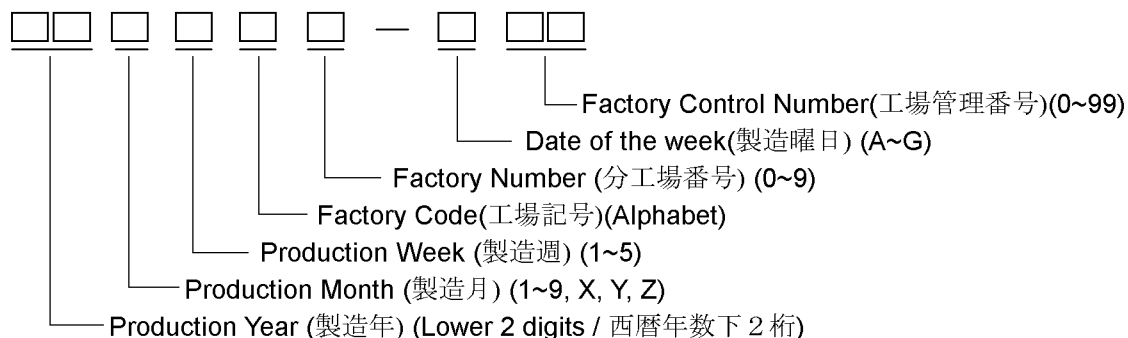 Factory Control Number(工場管理番号)(0~99)
Date of the week(製造曜日) (A~G)
Factory Number (分工場番号) (0~9)
Factory Code(工場記号)(Alphabet)
Production Week (製造週) (1~5)
Production Month (製造月) (1~9, X, Y, Z)
Production Year (製造年) (Lower 2 digits / 西暦年数下２桁)